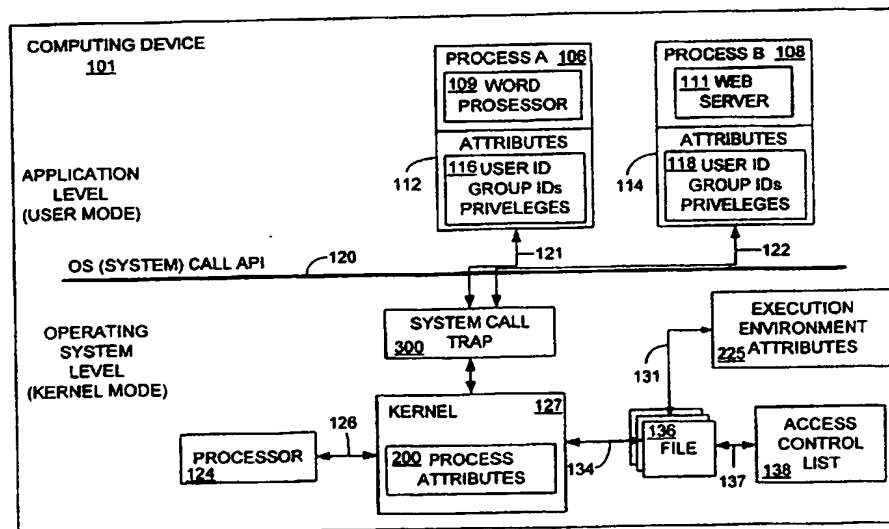 COMPUTING DEVICE
101
PROCESS A 106
109 WORD
PROSESSOR
ATTRIBUTES
116 USER ID
GROUP IDs
PRIVELEGES
112
PROCESS B 108
111 WEB
SERVER
ATTRIBUTES
118 USER ID
GROUP IDs
PRIVELEGES
114
APPLICATION
LEVEL
(USER MODE)
121
122
OS (SYSTEM) CALL API
120
OPERATING
SYSTEM
LEVEL
(KERNEL MODE)
SYSTEM CALL
300 TRAP
EXECUTION
ENVIRONMENT
ATTRIBUTES
225
131
KERNEL 127
200 PROCESS
ATTRIBUTES
126
PROCESSOR
124
134
136
FILE
137
ACCESS
CONTROL
LIST
138